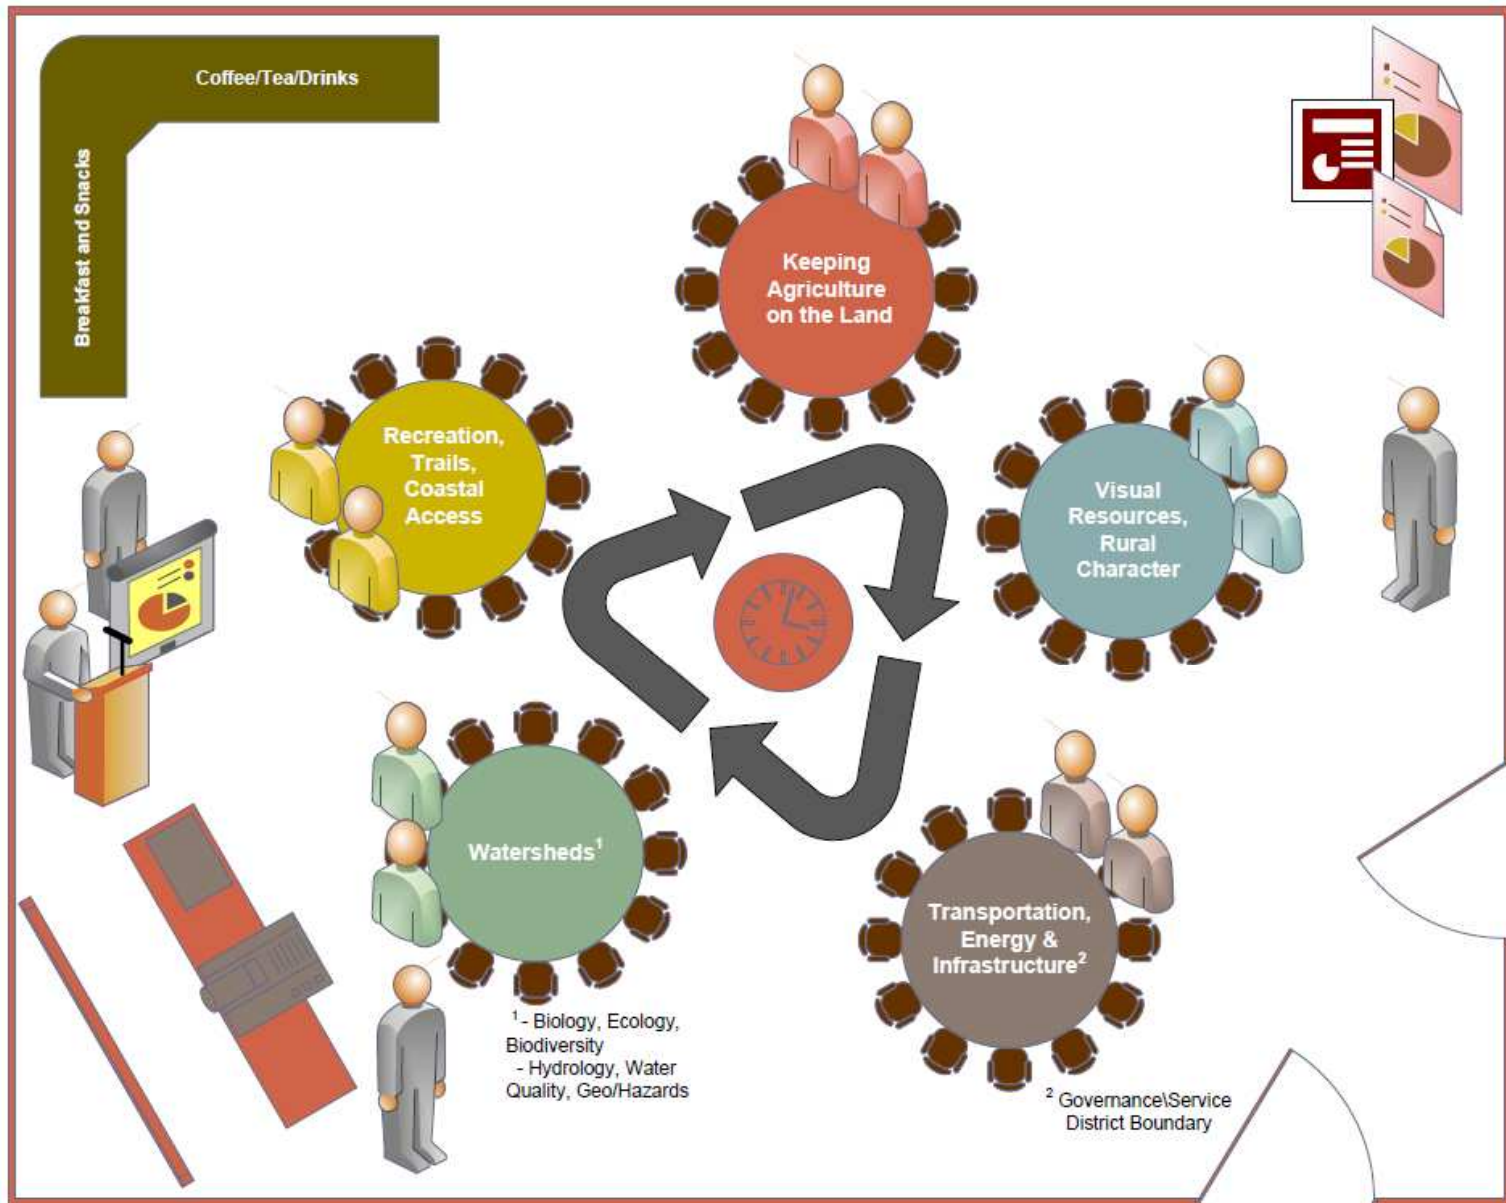 Coffee/Tea/Drinks
Breakfast and Snacks
Keeping
Agriculture
on the Land
Recreation,
Trails,
Coastal
Access
Visual
Resources,
Rural
Character
Watersheds¹
Transportation,
Energy &
Infrastructure²
¹ - Biology, Ecology,
Biodiversity
- Hydrology, Water
Quality, Geo/Hazards
² Governance\Service
District Boundary